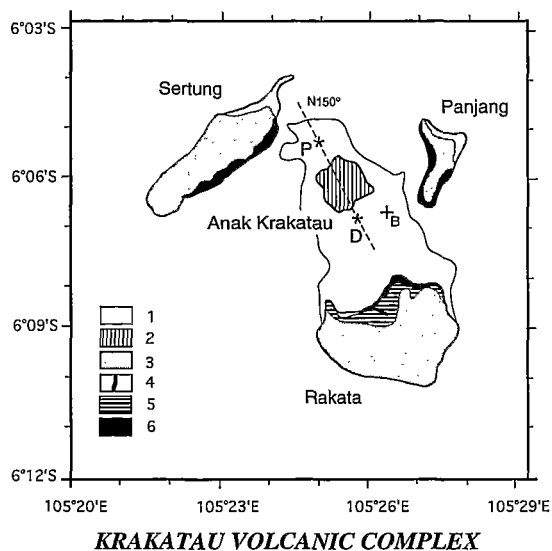 6°03'S
Sertung
N150°
Panjang
P
6°06'S
Anak Krakatau
B
D
1
2
6°09'S
3
4
5
Rakata
6
6°12'S
105°20'E
105°23'E
105°26'E
105°29'E
KRAKATAU VOLCANIC COMPLEX